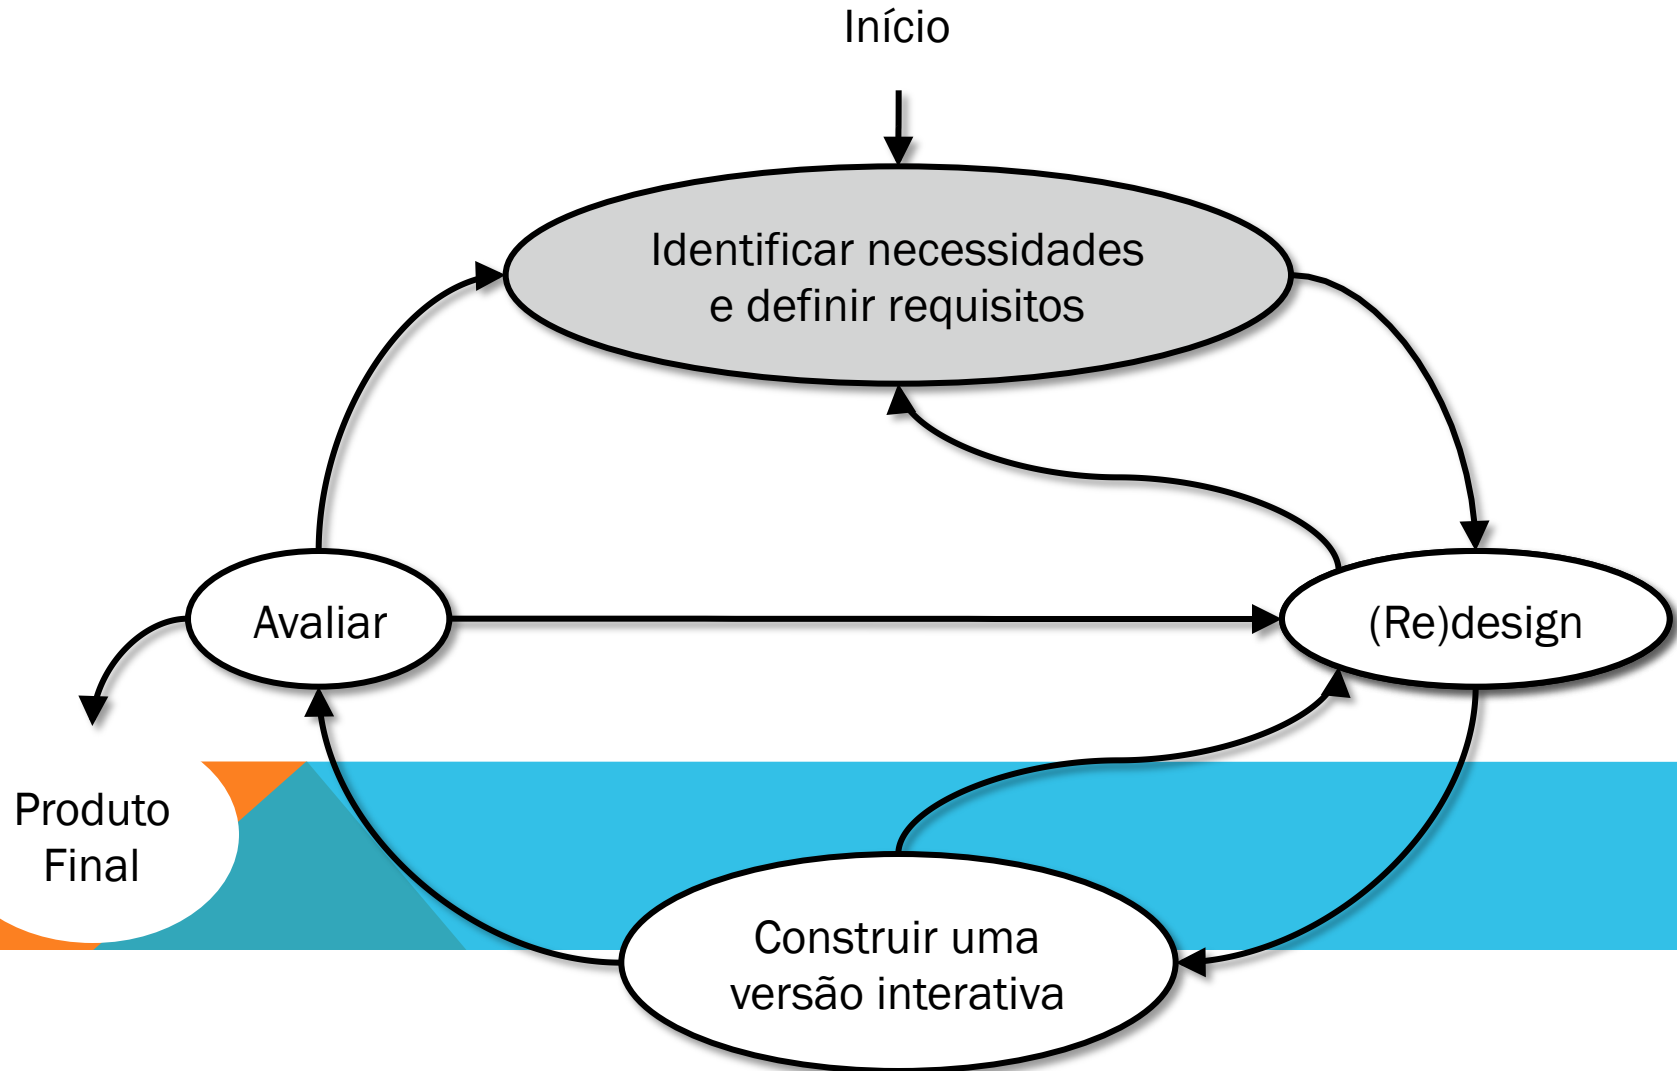 Início
Identificar necessidades
e definir requisitos
Avaliar
(Re)design
Produto
Final
Construir uma
versão interativa